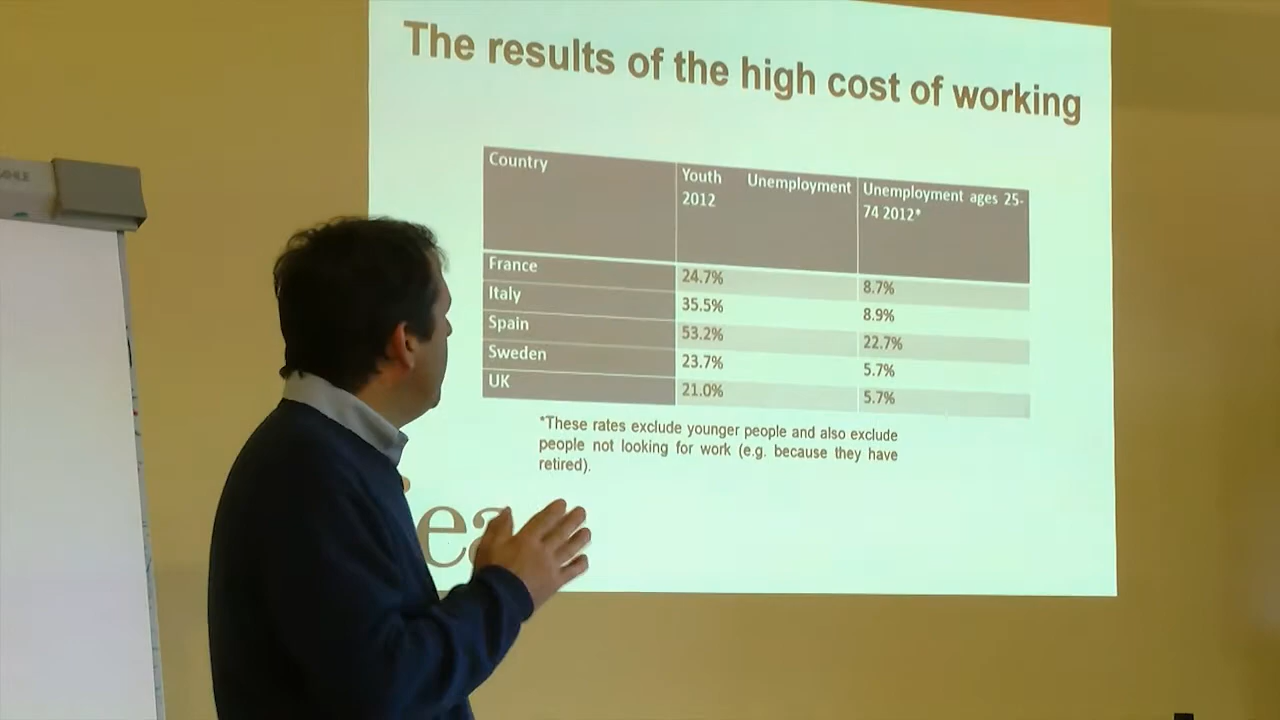 The results of the high cost of working
Country
Youth Unemployment
2012
Unemployment ages 25-
74 2012*
France 24.7% 8.7%
Italy 35.5% 8.9%
Spain 53.2% 22.7%
Sweden 23.7% 5.7%
UK 21.0% 5.7%
*These rates exclude younger people and also exclude
people not looking for work (e.g. because they have
retired).
iea